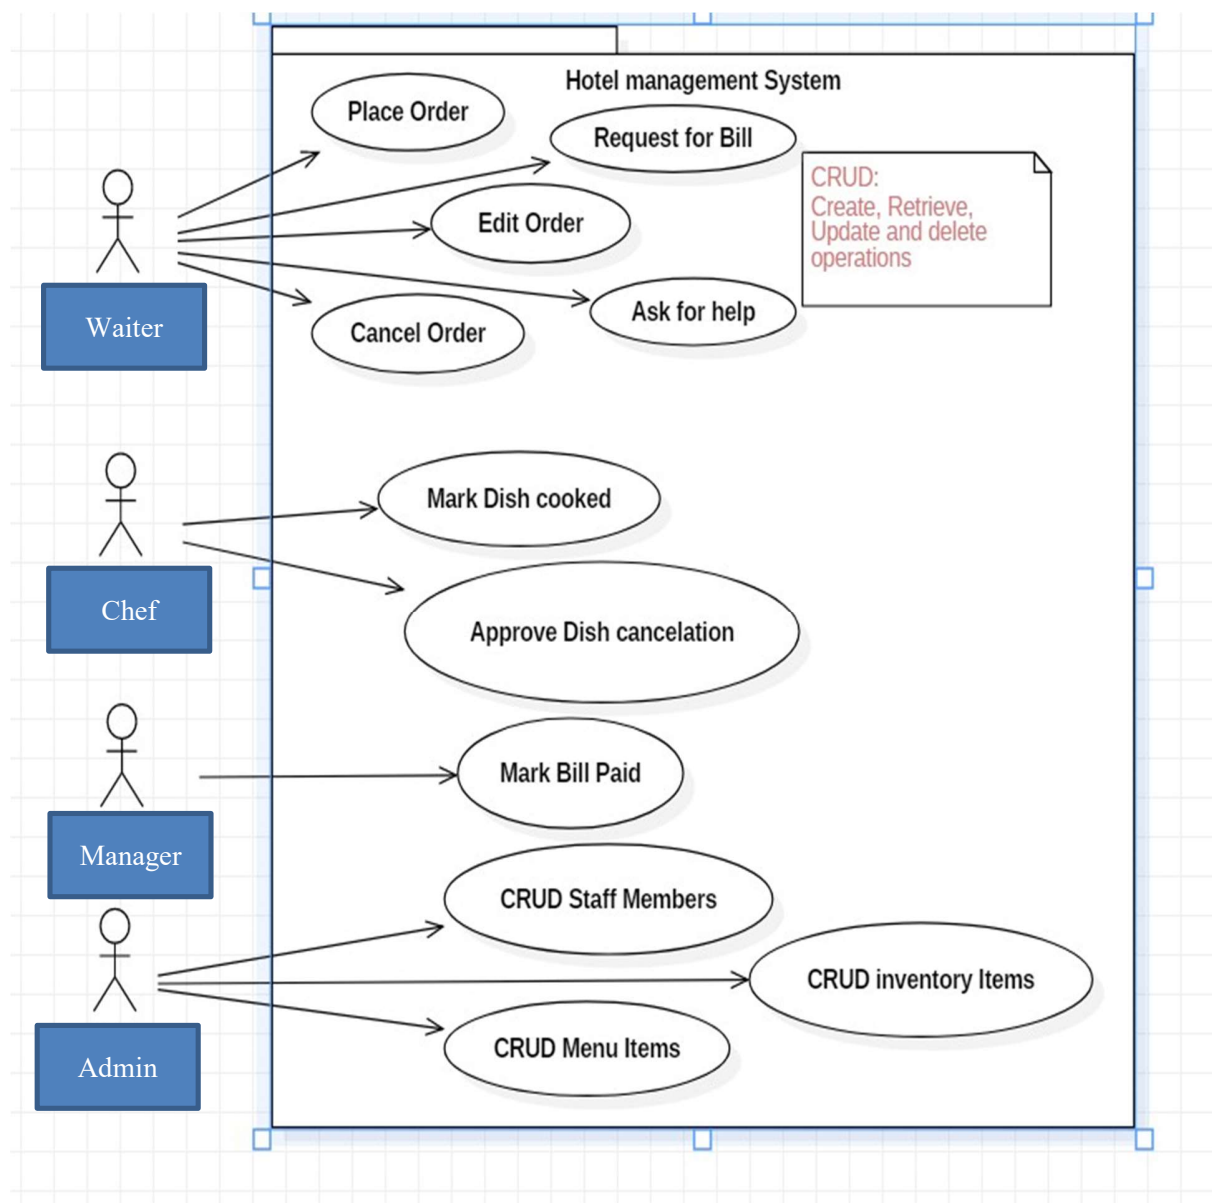 Hotel management System
Place Order
Request for Bill
CRUD:
Create, Retrieve,
Update and delete
operations
Edit Order
Ask for help
Waiter
Cancel Order
Mark Dish cooked
Chef
Approve Dish cancelation
Mark Bill Paid
Manager
CRUD Staff Members
CRUD inventory Items
CRUD Menu Items
Admin